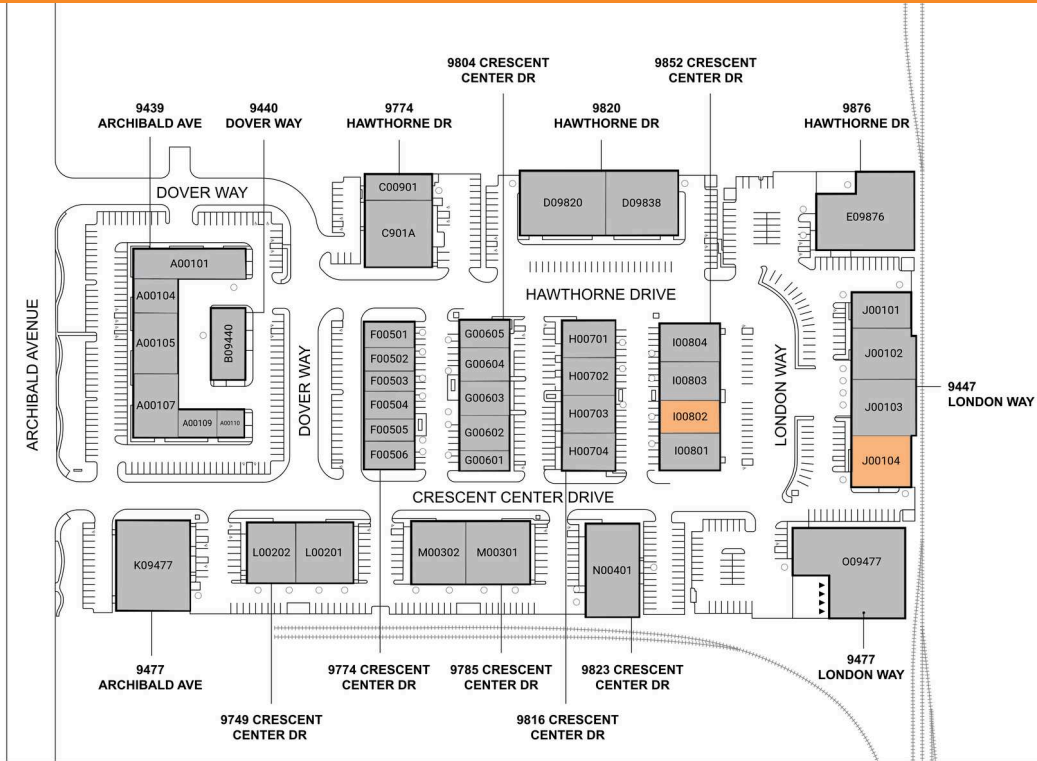 9804 CRESCENT
CENTER DR
9852 CRESCENT
CENTER DR
9439
ARCHIBALD AVE
9440
DOVER WAY
9774
HAWTHORNE DR
9820
HAWTHORNE DR
9876
HAWTHORNE DR
DOVER WAY
C00901
C901A
D09820
D09838
E09876
A00101
A00104
A00105
A00107
A00109
A00110
B09440
ARCHIBALD AVENUE
DOVER WAY
HAWTHORNE DRIVE
F00501
F00502
F00503
F00504
F00505
F00506
G00605
G00604
G00603
G00602
G00601
H00701
H00702
H00703
H00704
I00804
I00803
I00802
I00801
LONDON WAY
J00101
J00102
J00103
J00104
9447
LONDON WAY
CRESCENT CENTER DRIVE
K09477
L00202
L00201
M00302
M00301
N00401
O09477
9477
ARCHIBALD AVE
9774 CRESCENT
CENTER DR
9785 CRESCENT
CENTER DR
9823 CRESCENT
CENTER DR
9477
LONDON WAY
9749 CRESCENT
CENTER DR
9816 CRESCENT
CENTER DR